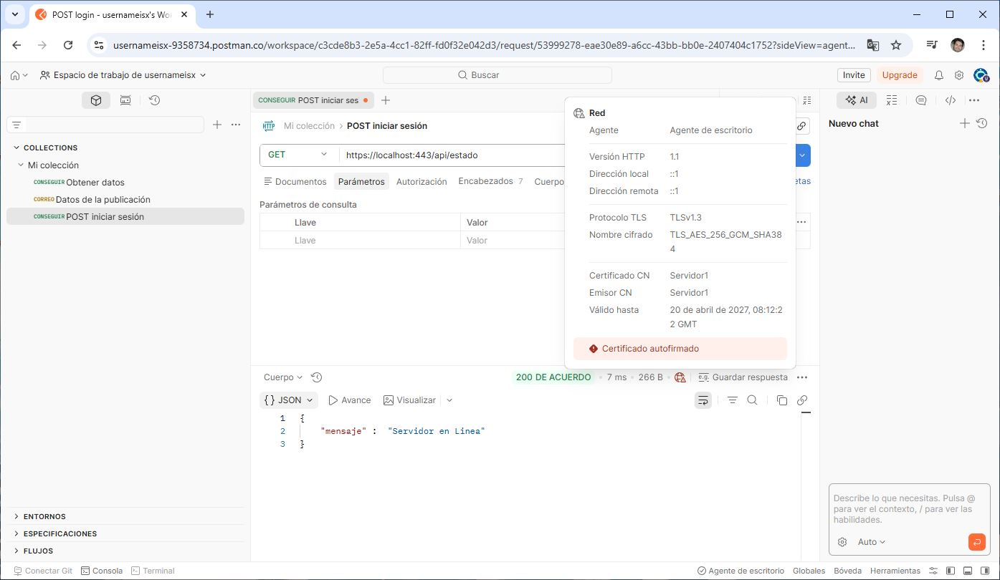 POST login - usernameisx's Wo
usernameisx-9358734.postman.co/workspace/c3cde8b3-2e5a-4cc1-82ff-fd0f32e042d3/request/53999278-eae30e89-a6cc-43bb-bb0e-2407404c1752?sideView=agent...
Espacio de trabajo de usernameisx
Buscar
Invite
Upgrade
CONSEGUIR POST iniciar ses
AI
Mi colección > POST iniciar sesión
Nuevo chat
COLLECTIONS
Mi colección
CONSEGUIR Obtener datos
CORREO Datos de la publicación
CONSEGUIR POST iniciar sesión
GET
https://localhost:443/api/estado
Documentos
Parámetros
Autorización
Encabezados 7
Cuerpo
etas
Parámetros de consulta
Llave Valor
Llave Valor
Red
Agente Agente de escritorio
Versión HTTP 1.1
Dirección local ::1
Dirección remota ::1
Protocolo TLS TLSv1.3
Nombre cifrado TLS_AES_256_GCM_SHA38
4
Certificado CN Servidor1
Emisor CN Servidor1
Válido hasta 20 de abril de 2027, 08:12:2
2 GMT
Certificado autofirmado
Cuerpo
200 DE ACUERDO • 7 ms • 266 B •
e.g. Guardar respuesta
{} JSON
Avance
Visualizar
1 {
2 "mensaje" : "Servidor en Linea"
3 }
ENTORNOS
ESPECIFICACIONES
FLUJOS
Describe lo que necesitas. Pulsa @
para ver el contexto, / para ver las
habilidades.
Auto
Conectar Git
Consola
Terminal
Agente de escritorio
Globales
Bóveda
Herramientas